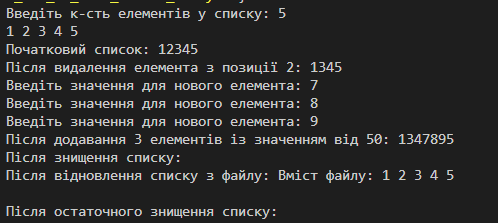 Введіть к-сть елементів у списку: 5
1 2 3 4 5
Початковий список: 12345
Після видалення елемента з позиції 2: 1345
Введіть значення для нового елемента: 7
Введіть значення для нового елемента: 8
Введіть значення для нового елемента: 9
Після додавання 3 елементів із значенням від 50: 1347895
Після знищення списку:
Після відновлення списку з файлу: Вміст файлу: 1 2 3 4 5
Після остаточного знищення списку: